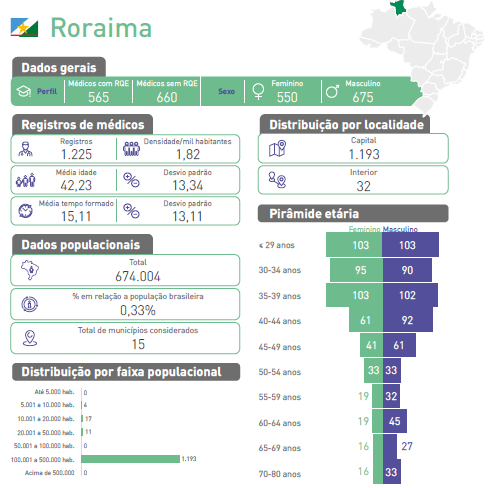 Roraima
Dados gerais
Perfil
Médicos com RQE
565
Médicos sem RQE
660
Sexo
Feminino
550
Masculino
675
Registros de médicos
Registros
1.225
Densidade/mil habitantes
1,82
Média idade
42,23
Desvio padrão
13,34
Média tempo formado
15,11
Desvio padrão
13,11
Distribuição por localidade
Capital
1.193
Interior
32
Dados populacionais
Total
674.004
% em relação a população brasileira
0,33%
Total de municípios considerados
15
Distribuição por faixa populacional
Até 5.000 hab. 0
5.001 a 10.000 hab. 4
10.001 a 20.000 hab. 17
20.001 a 50.000 hab. 11
50.001 a 100.000 hab. 0
100.001 a 500.000 hab. 1.193
Acima de 500.000 0
Pirâmide etária
Feminino Masculino
≤ 29 anos 103 103
30-34 anos 95 90
35-39 anos 103 102
40-44 anos 61 92
45-49 anos 41 61
50-54 anos 33 33
55-59 anos 19 32
60-64 anos 19 45
65-69 anos 16 27
70-80 anos 16 33